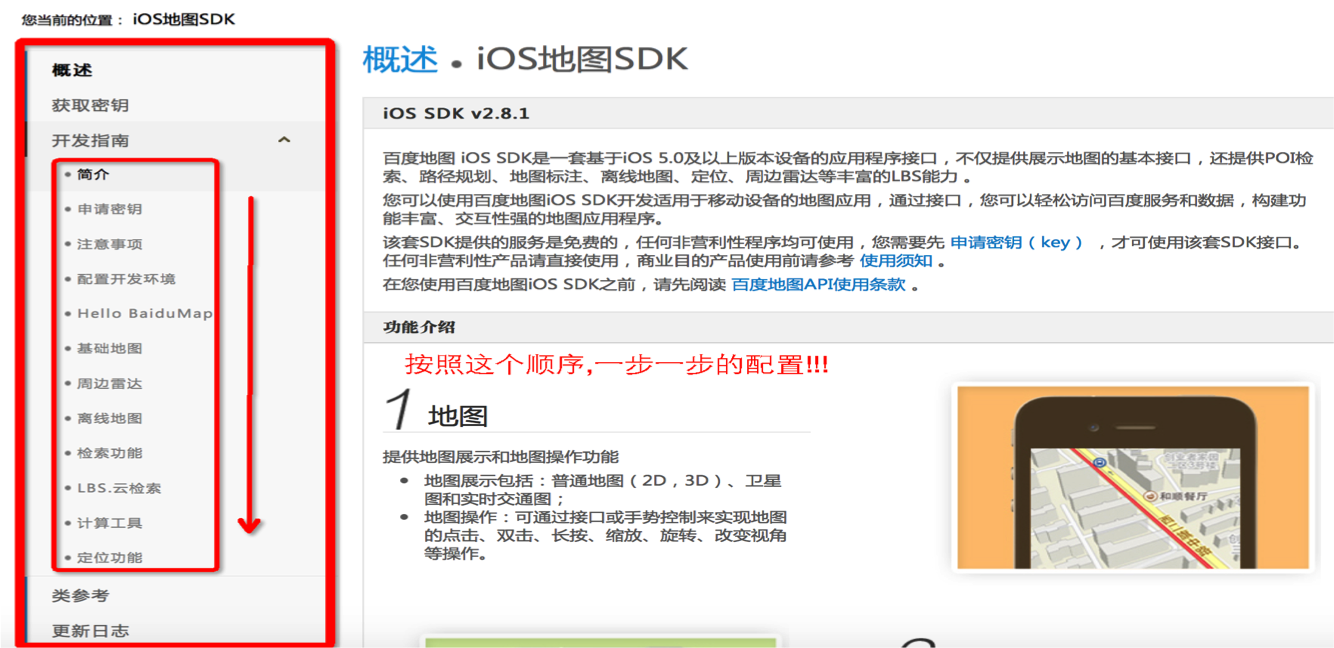 您当前的位置： iOS地图SDK
概述
获取密钥
开发指南
• 简介
• 申请密钥
• 注意事项
• 配置开发环境
• Hello BaiduMap
• 基础地图
• 周边雷达
• 离线地图
• 检索功能
• LBS.云检索
• 计算工具
• 定位功能
类参考
更新日志
概述 • iOS地图SDK
iOS SDK v2.8.1
百度地图 iOS SDK是一套基于iOS 5.0及以上版本设备的应用程序接口，不仅提供展示地图的基本接口，还提供POI检
索、路径规划、地图标注、离线地图、定位、周边雷达等丰富的LBS能力 。
您可以使用百度地图iOS SDK开发适用于移动设备的地图应用，通过接口，您可以轻松访问百度服务和数据，构建功
能丰富、交互性强的地图应用程序。
该套SDK提供的服务是免费的，任何非营利性程序均可使用，您需要先 申请密钥（key） ，才可使用该套SDK接口。
任何非营利性产品请直接使用，商业目的产品使用前请参考 使用须知 。
在您使用百度地图iOS SDK之前，请先阅读 百度地图API使用条款 。
功能介绍
按照这个顺序,一步一步的配置!!!
1 地图
提供地图展示和地图操作功能
• 地图展示包括：普通地图（2D，3D）、卫星
图和实时交通图；
• 地图操作：可通过接口或手势控制来实现地图
的点击、双击、长按、缩放、旋转、改变视角
等操作。
和顺餐厅